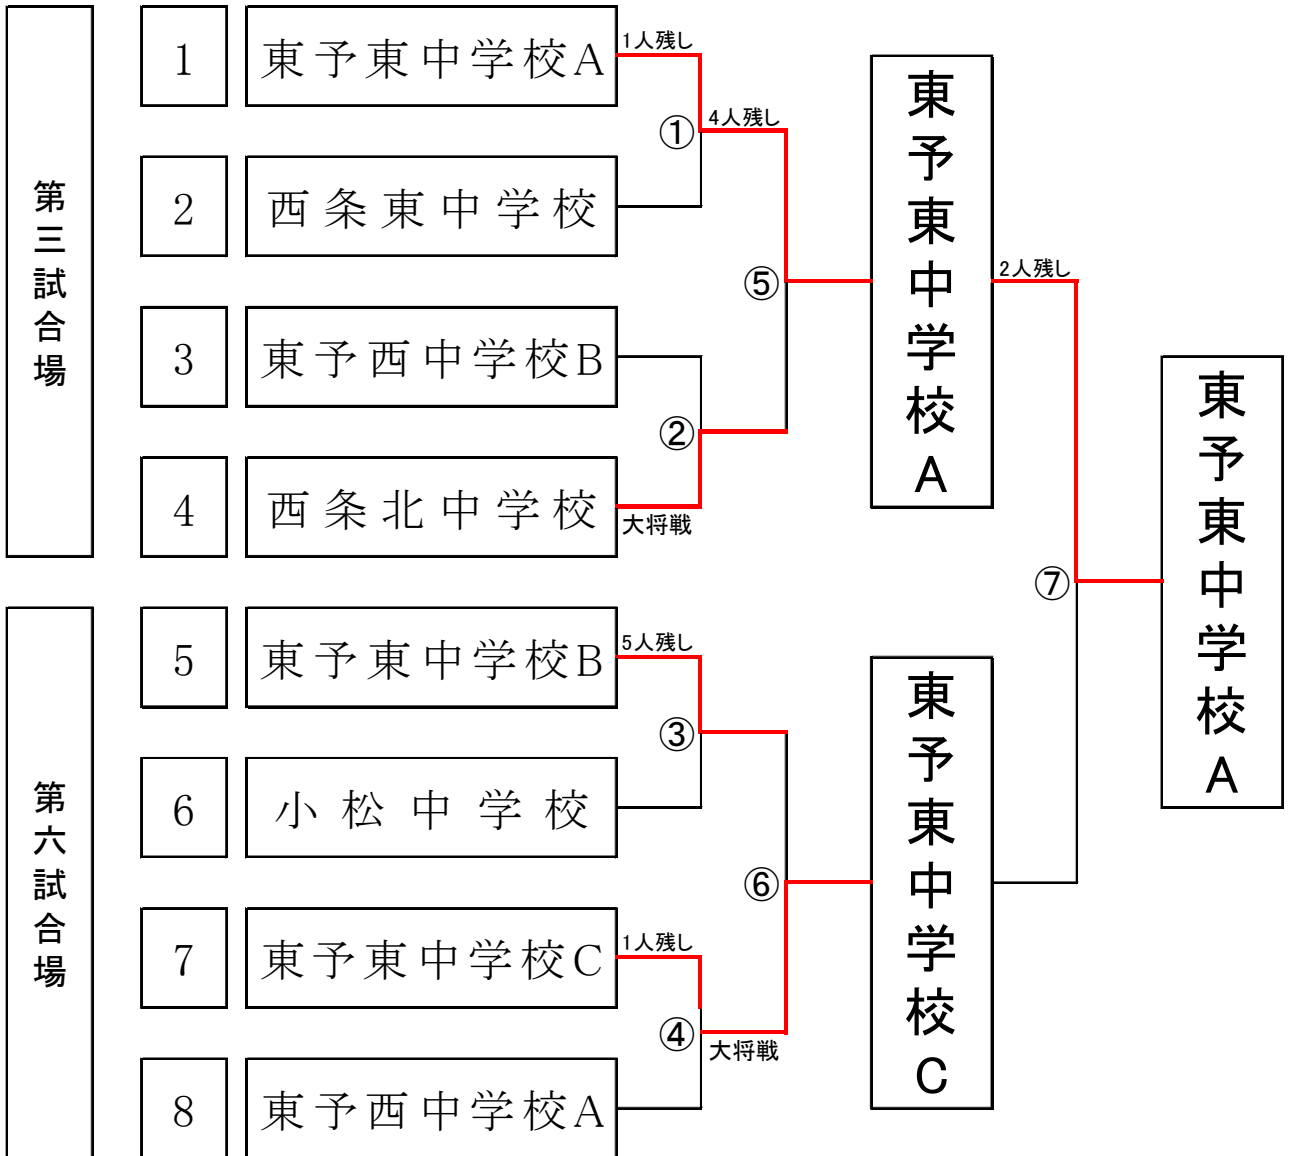 第三試合場
1
東予東中学校A
1人残し
①
4人残し
2
西条東中学校
⑤
3
東予西中学校B
②
4
西条北中学校
大将戦
東予東中学校A
2人残し
⑦
東予東中学校A
第六試合場
5
東予東中学校B
5人残し
③
6
小松中学校
⑥
7
東予東中学校C
1人残し
④
大将戦
8
東予西中学校A
東予東中学校C